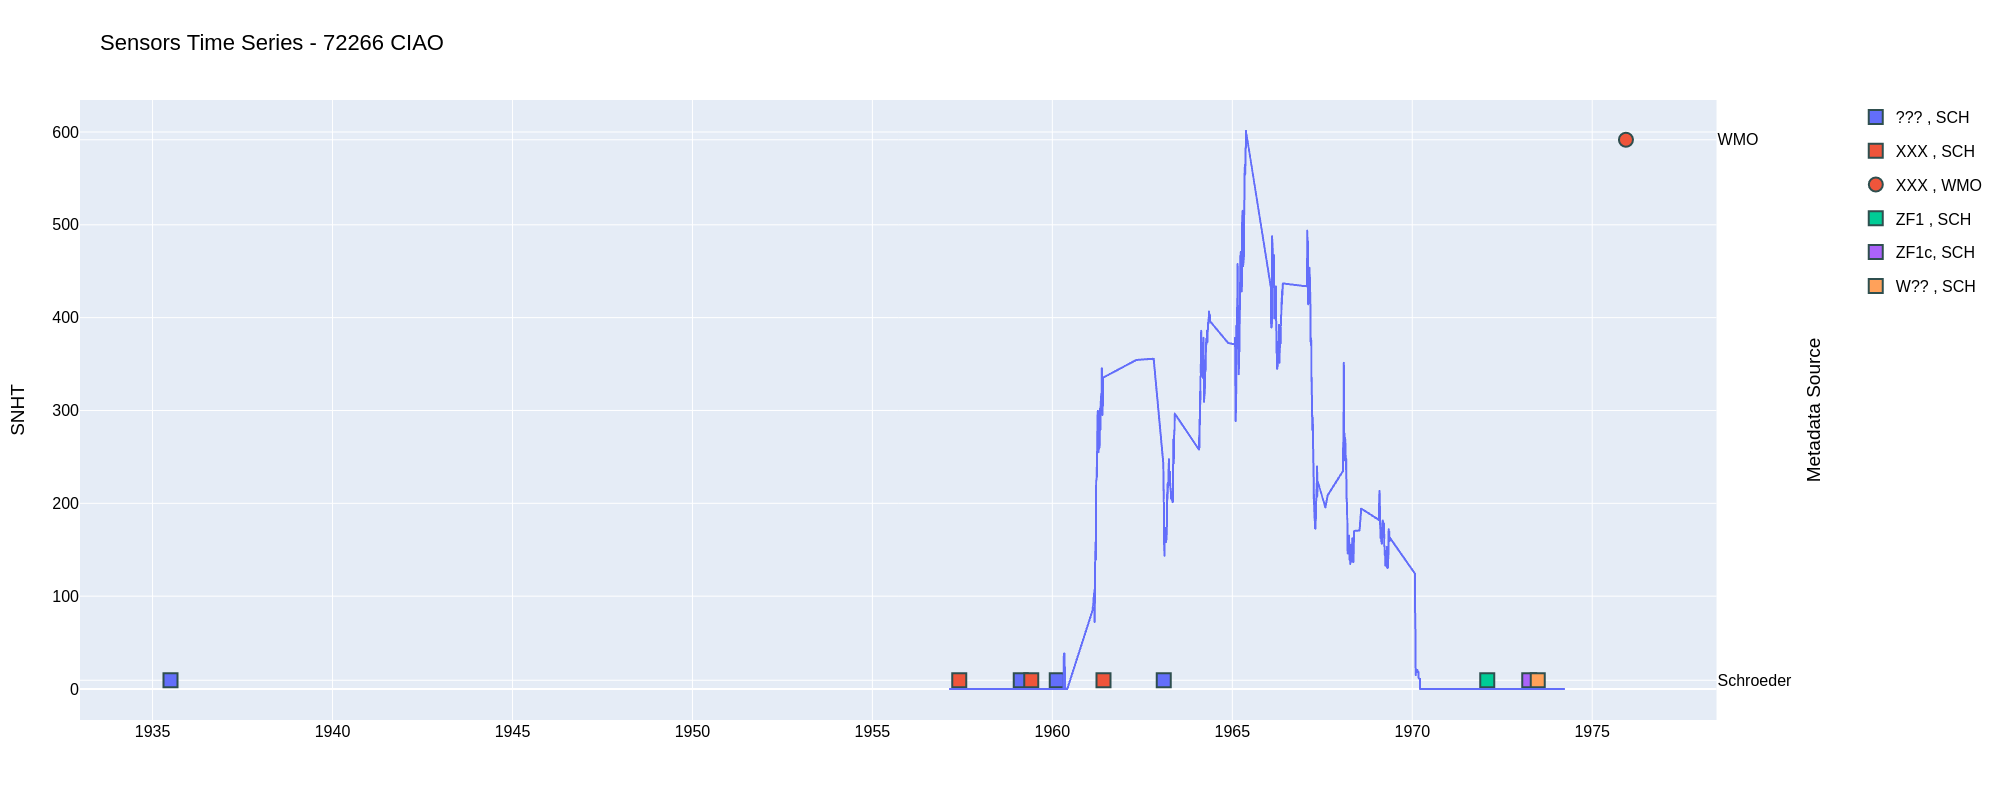 Sensors Time Series - 72266 CIAO
SNHT
600
500
400
300
200
100
0
1935
1940
1945
1950
1955
1960
1965
1970
1975
WMO
Schroeder
Metadata Source
??? , SCH
XXX , SCH
XXX , WMO
ZF1 , SCH
ZF1c, SCH
W?? , SCH